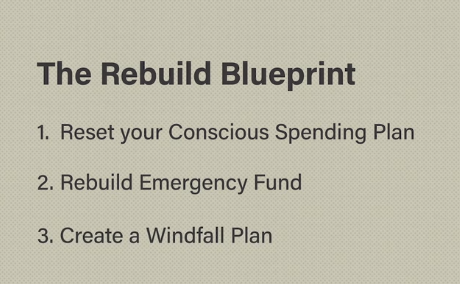 The Rebuild Blueprint
1. Reset your Conscious Spending Plan
2. Rebuild Emergency Fund
3. Create a Windfall Plan